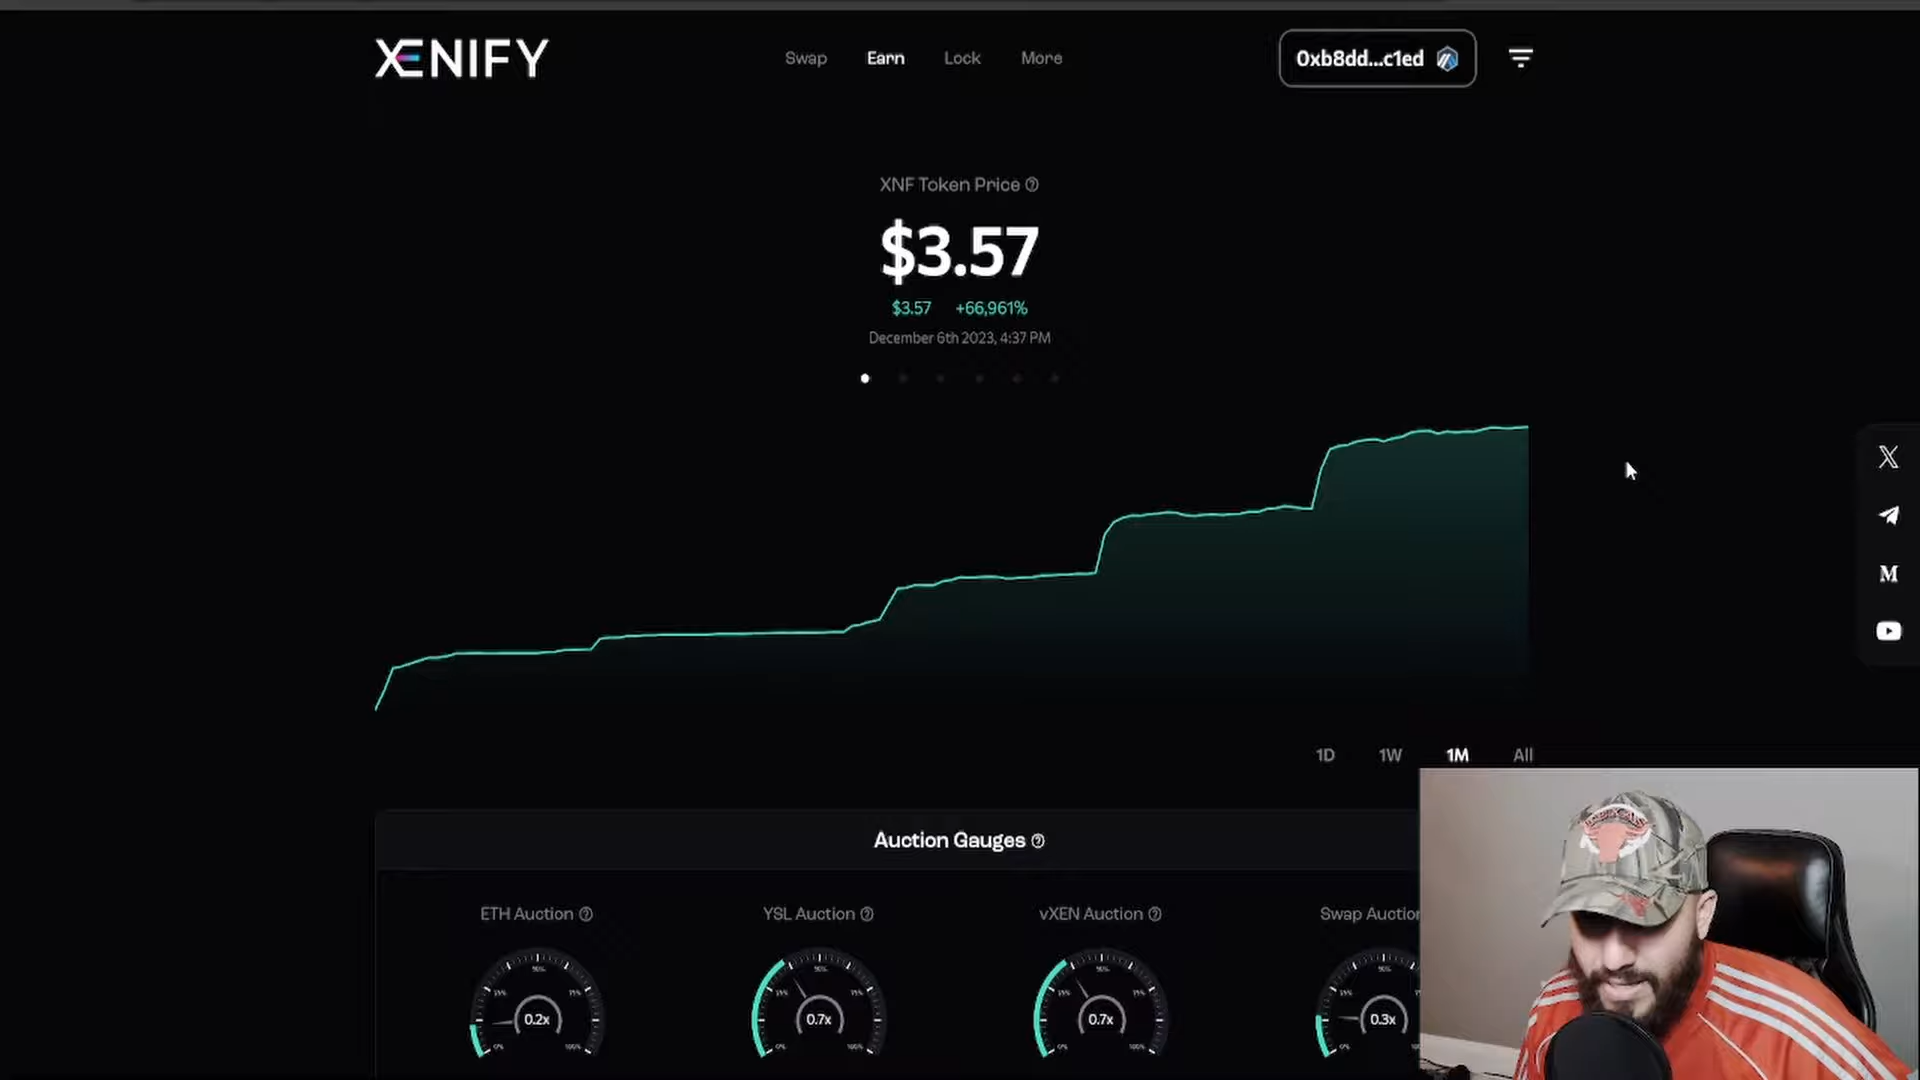 XENIFY
Swap Earn Lock More
0xb8dd...c1ed
XNF Token Price
$3.57
$3.57 +66,961%
December 6th 2023, 4:37 PM
1D 1W 1M All
Auction Gauges
ETH Auction YSL Auction vXEN Auction Swap Auction
0.2x 0.7x 0.7x 0.3x